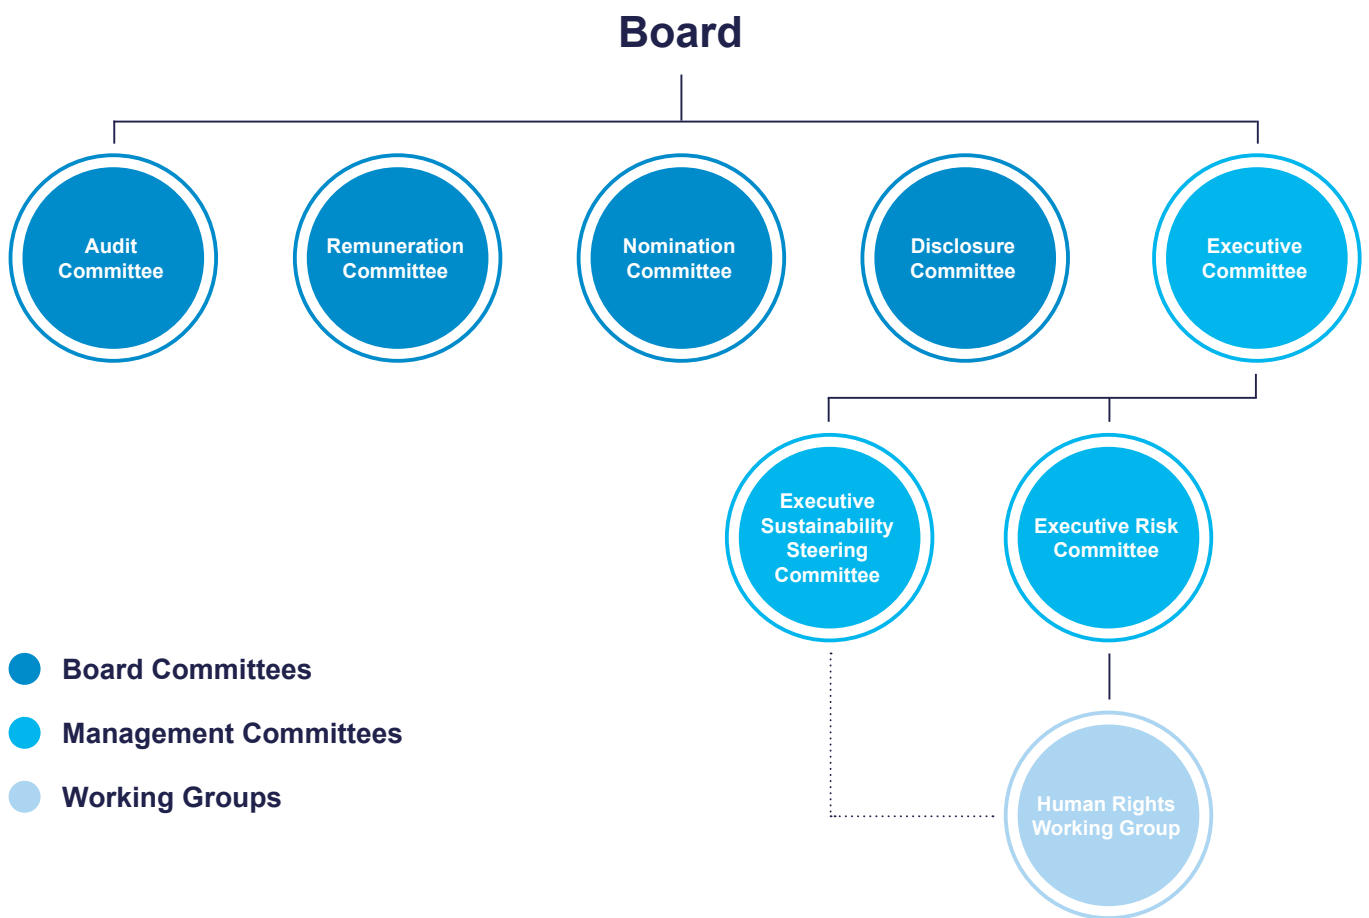 Board
Audit
Committee
Remuneration
Committee
Nomination
Committee
Disclosure
Committee
Executive
Committee
Executive
Sustainability
Steering
Committee
Executive Risk
Committee
Board Committees
Management Committees
Working Groups
Human Rights
Working Group